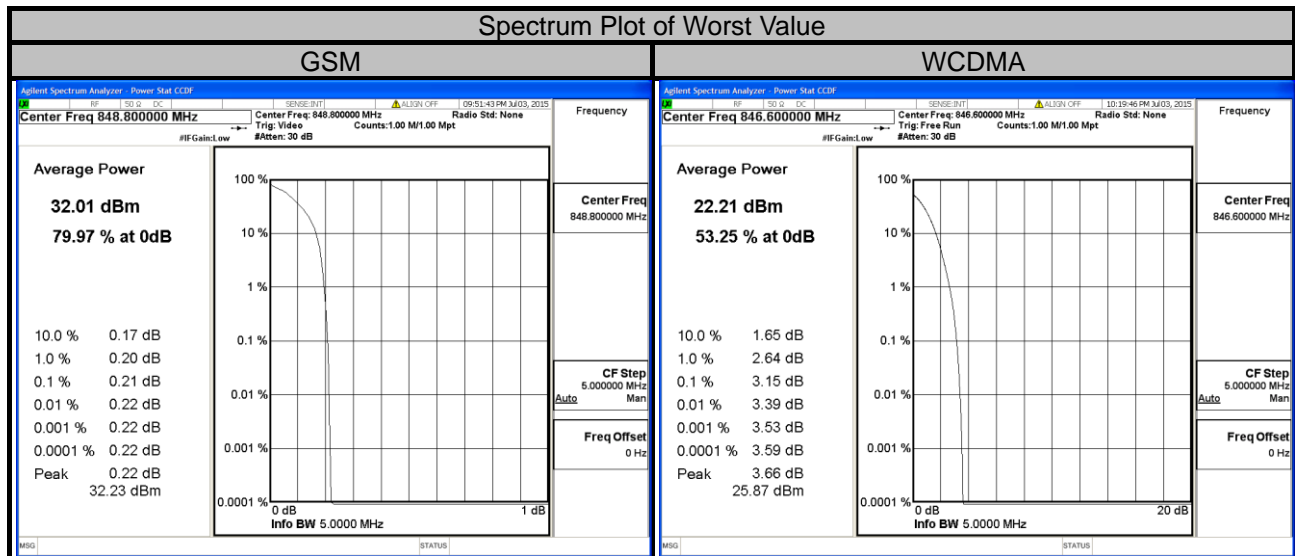 Spectrum Plot of Worst Value
GSM
WCDMA
Agilent Spectrum Analyzer - Power Stat CCDF
LXI RF 50 Ω DC SENSE:INT ALIGN OFF 09:51:43 PM Jul 03, 2015
Center Freq 848.800000 MHz
Center Freq: 848.800000 MHz Radio Std: None
Trig: Video Counts:1.00 M/1.00 Mpt
#IFGain:Low #Atten: 30 dB
Frequency
Average Power
32.01 dBm
79.97 % at 0dB
10.0 % 0.17 dB
1.0 % 0.20 dB
0.1 % 0.21 dB
0.01 % 0.22 dB
0.001 % 0.22 dB
0.0001 % 0.22 dB
Peak 0.22 dB
32.23 dBm
100 %
10 %
1 %
0.1 %
0.01 %
0.001 %
0.0001 %
0 dB 1 dB
Info BW 5.0000 MHz
Center Freq
848.800000 MHz
CF Step
5.000000 MHz
Auto Man
Freq Offset
0 Hz
MSG STATUS
Agilent Spectrum Analyzer - Power Stat CCDF
LXI RF 50 Ω DC SENSE:INT ALIGN OFF 10:19:46 PM Jul 03, 2015
Center Freq 846.600000 MHz
Center Freq: 846.600000 MHz Radio Std: None
Trig: Free Run Counts:1.00 M/1.00 Mpt
#IFGain:Low #Atten: 30 dB
Frequency
Average Power
22.21 dBm
53.25 % at 0dB
10.0 % 1.65 dB
1.0 % 2.64 dB
0.1 % 3.15 dB
0.01 % 3.39 dB
0.001 % 3.53 dB
0.0001 % 3.59 dB
Peak 3.66 dB
25.87 dBm
100 %
10 %
1 %
0.1 %
0.01 %
0.001 %
0.0001 %
0 dB 20 dB
Info BW 5.0000 MHz
Center Freq
846.600000 MHz
CF Step
5.000000 MHz
Auto Man
Freq Offset
0 Hz
MSG STATUS